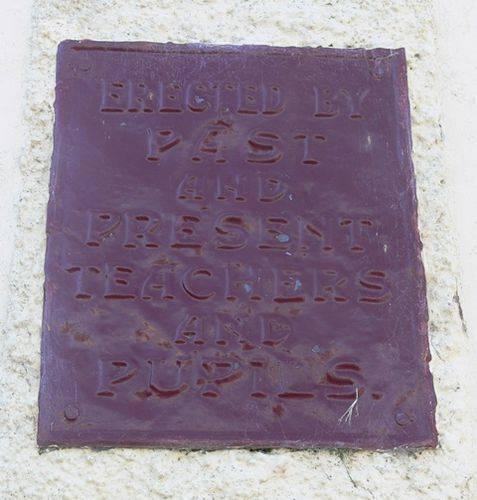 ERECTED BY
PAST
AND
PRESENT
TEACHERS
AND
PUPILS.